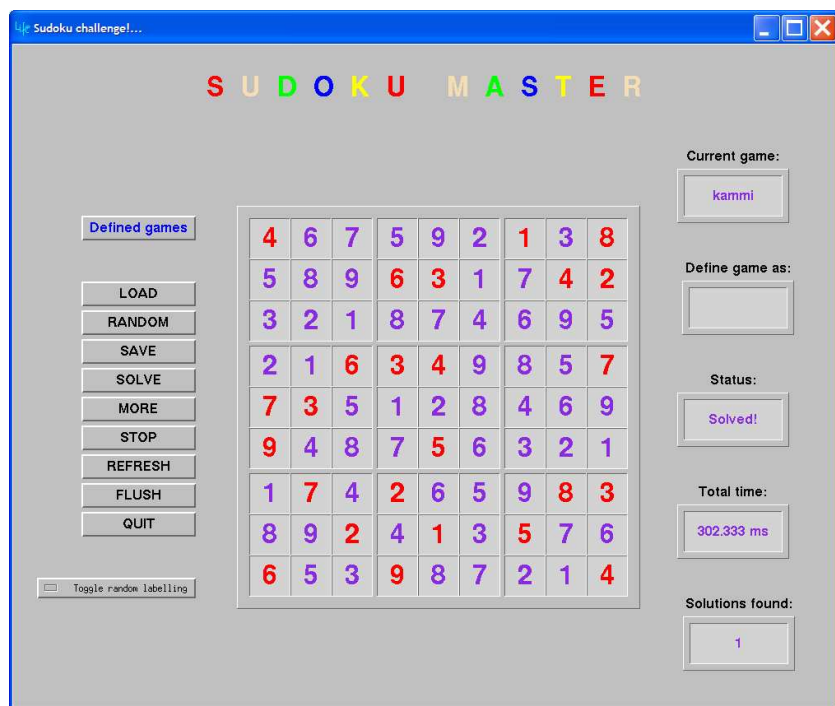 Sudoku challenge!...
SUDOKU MASTER
Current game:
kammi
Defined games
Define game as:
LOAD
RANDOM
SAVE
SOLVE
MORE
STOP
REFRESH
FLUSH
QUIT
Toggle random labelling
4 6 7 5 9 2 1 3 8
5 8 9 6 3 1 7 4 2
3 2 1 8 7 4 6 9 5
2 1 6 3 4 9 8 5 7
7 3 5 1 2 8 4 6 9
9 4 8 7 5 6 3 2 1
1 7 4 2 6 5 9 8 3
8 9 2 4 1 3 5 7 6
6 5 3 9 8 7 2 1 4
Status:
Solved!
Total time:
302.333 ms
Solutions found:
1